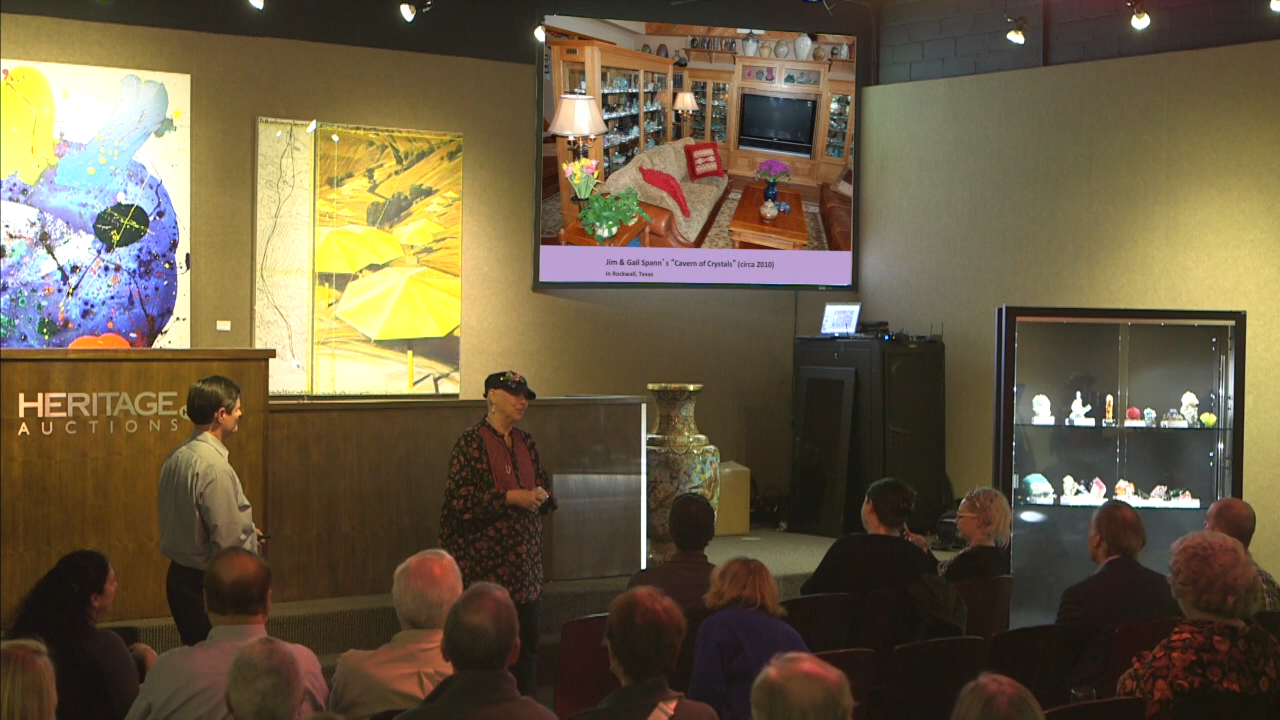 Jim & Gail Spann's "Cavern of Crystals" (circa 2010)
In Rockwall, Texas
HERITAGE
AUCTIONS